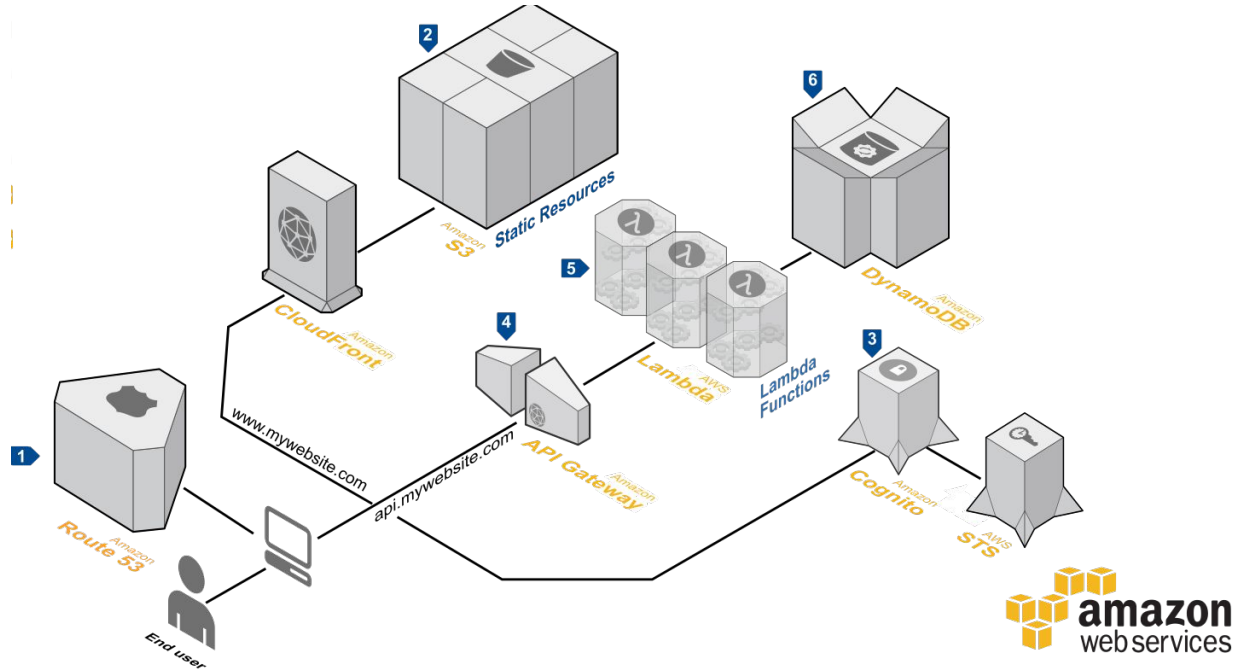 2
6
Amazon
S3
Static Resources
5
Amazon
DynamoDB
Amazon
CloudFront
4
3
AWS
Lambda
Lambda
Functions
1
www.mywebsite.com
api.mywebsite.com
Amazon
API Gateway
Amazon
Cognito
AWS
STS
Amazon
Route 53
End user
amazon
web services